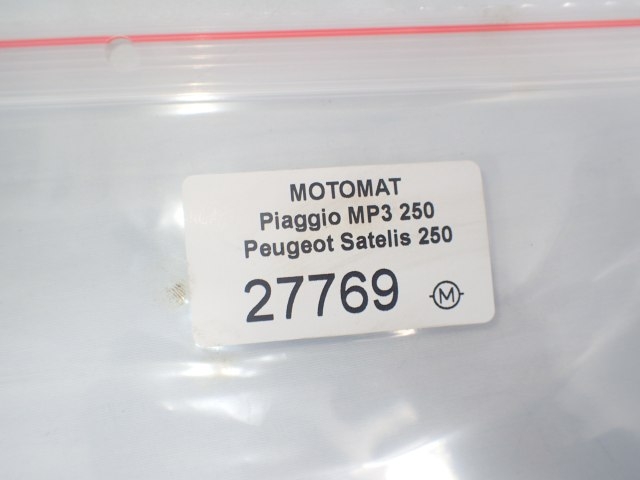 MOTOMAT
Piaggio MP3 250
Peugeot Satelis 250
27769 M